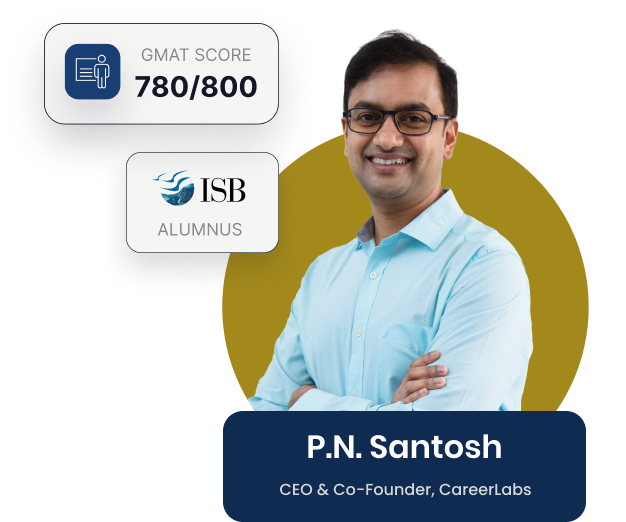 GMAT SCORE
780/800
ISB
ALUMNUS
P.N. Santosh
CEO & Co-Founder, CareerLabs